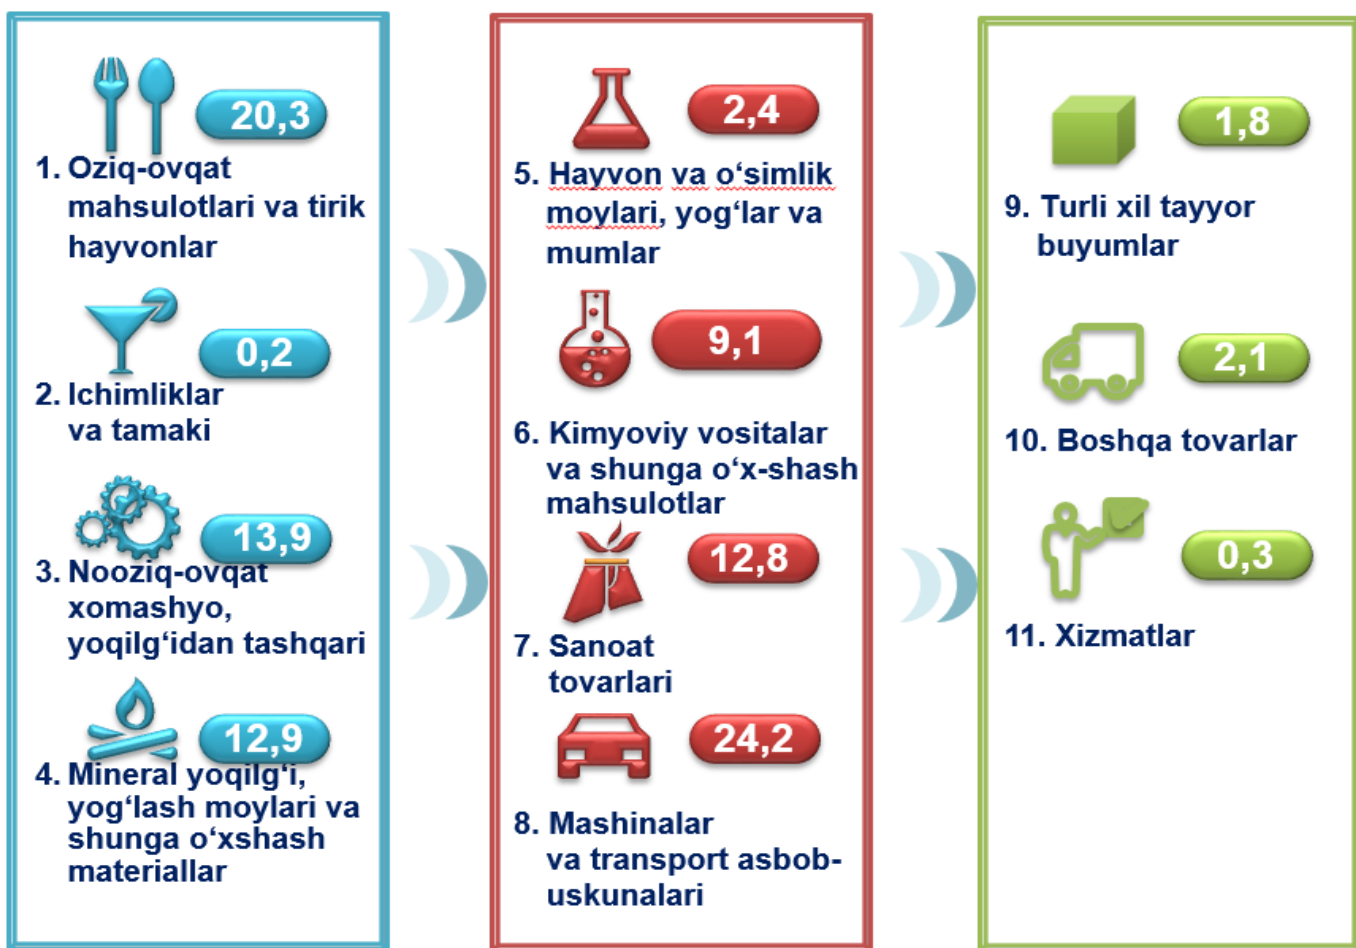 20,3
1. Oziq-ovqat
mahsulotlari va tirik
hayvonlar
0,2
2. Ichimliklar
va tamaki
13,9
3. Nooziq-ovqat
xomashyo,
yoqilg‘idan tashqari
12,9
4. Mineral yoqilg‘i,
yog‘lash moylari va
shunga o‘xshash
materiallar
2,4
5. Hayvon va o‘simlik
moylari, yog‘lar va
mumlar
9,1
6. Kimyoviy vositalar
va shunga o‘x-shash
mahsulotlar
12,8
7. Sanoat
tovarlari
24,2
8. Mashinalar
va transport asbob-
uskunalari
1,8
9. Turli xil tayyor
buyumlar
2,1
10. Boshqa tovarlar
0,3
11. Xizmatlar